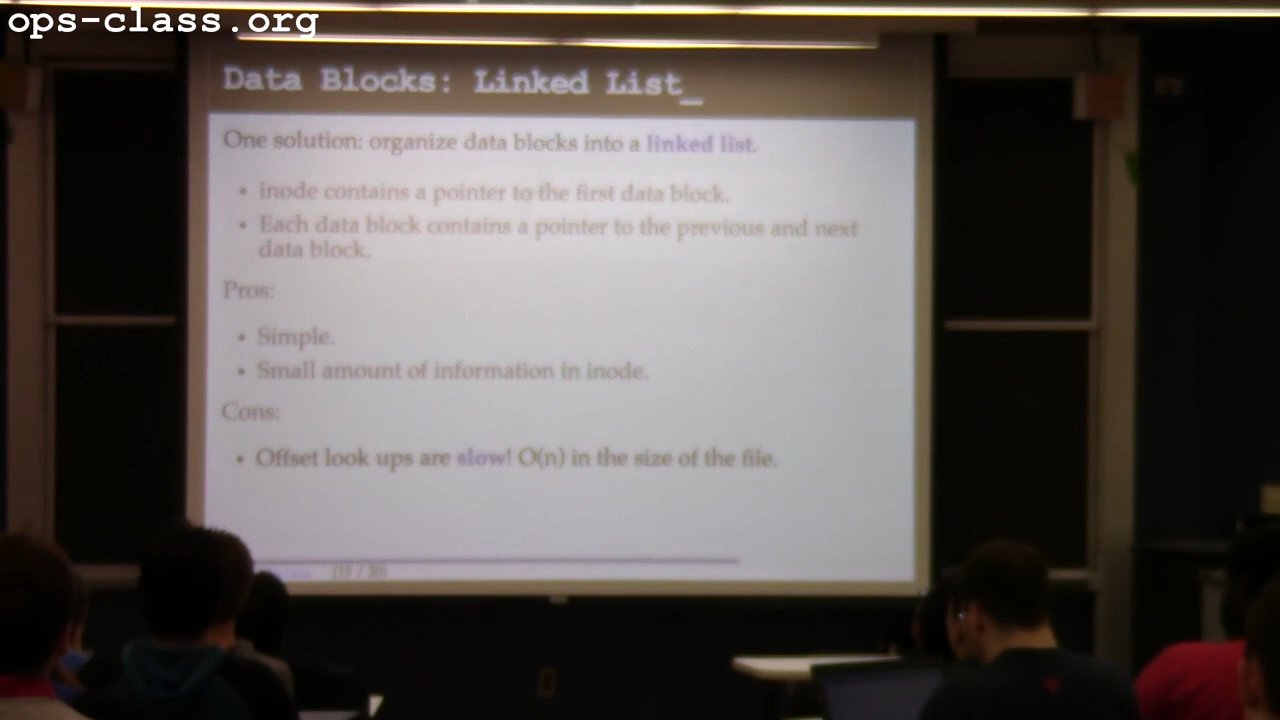 ops-class.org
Data Blocks: Linked List_
One solution: organize data blocks into a linked list.
• inode contains a pointer to the first data block.
• Each data block contains a pointer to the previous and next
data block.
Pros:
• Simple.
• Small amount of information in inode.
Cons:
• Offset look ups are slow! O(n) in the size of the file.